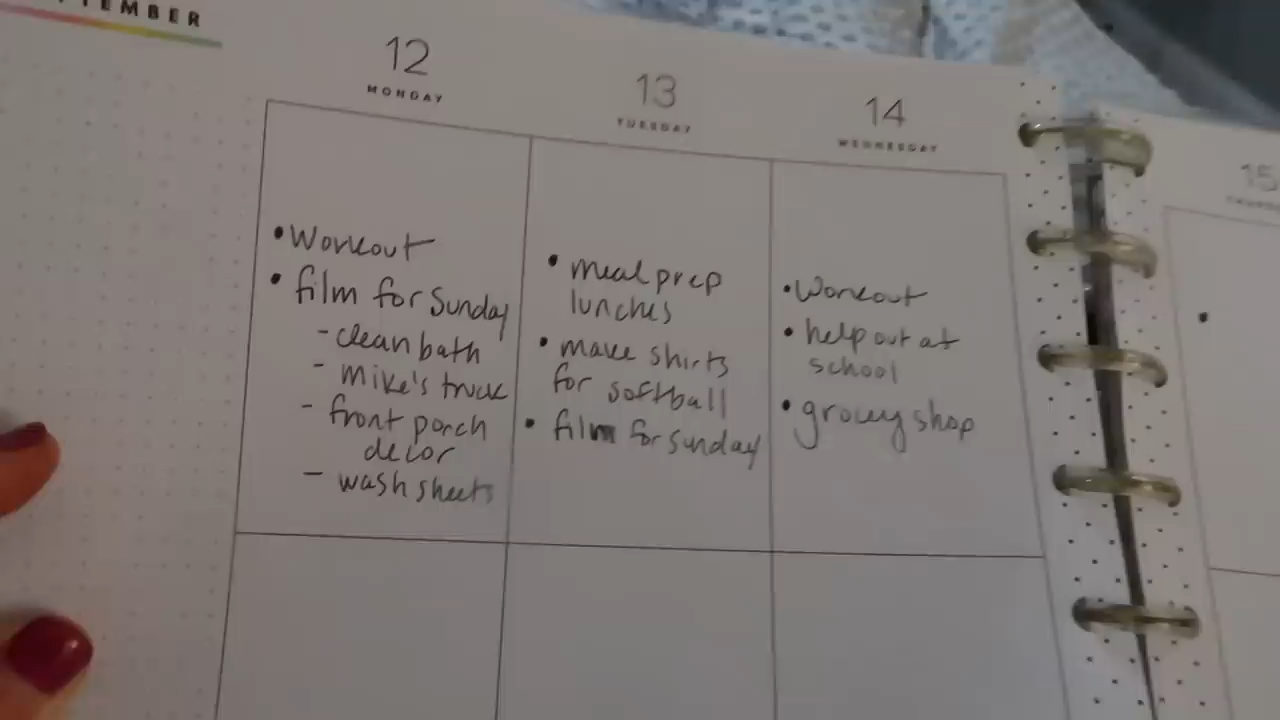 TEMBER
12
MONDAY
• Workout
• film for Sunday
- clean bath
- mike's truck
- front porch
decor
- wash sheets
13
TUESDAY
• meal prep
lunches
• make shirts
for softball
• film for sunday
14
WEDNESDAY
• Workout
• help out at
school
• grocery shop
15